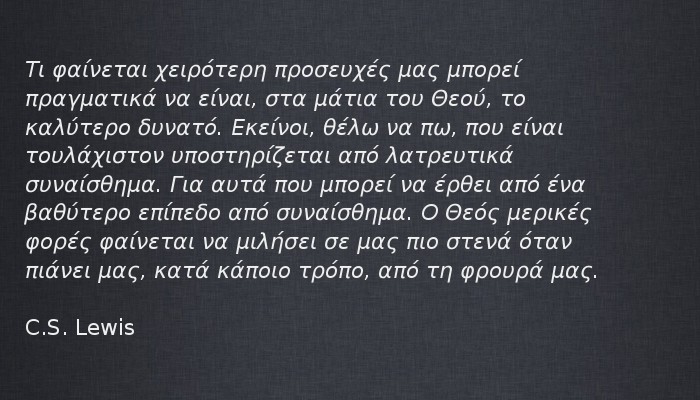 Τι φαίνεται χειρότερη προσευχές μας μπορεί
πραγματικά να είναι, στα μάτια του Θεού, το
καλύτερο δυνατό. Εκείνοι, θέλω να πω, που είναι
τουλάχιστον υποστηρίζεται από λατρευτικά
συναίσθημα. Για αυτά που μπορεί να έρθει από ένα
βαθύτερο επίπεδο από συναίσθημα. Ο Θεός μερικές
φορές φαίνεται να μιλήσει σε μας πιο στενά όταν
πιάνει μας, κατά κάποιο τρόπο, από τη φρουρά μας.
C.S. Lewis